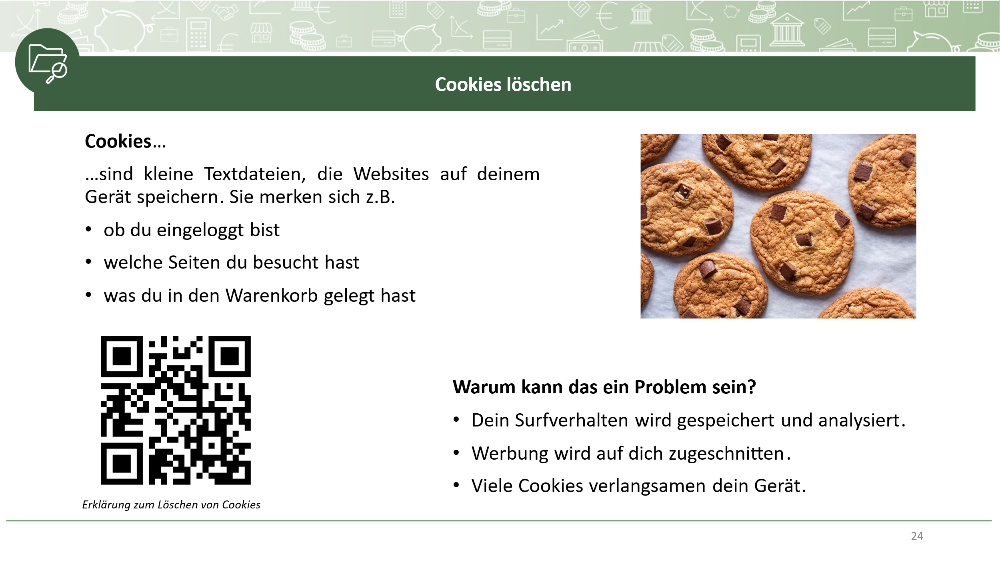 Cookies löschen
Cookies…
…sind kleine Textdateien, die Websites auf deinem
Gerät speichern. Sie merken sich z.B.
• ob du eingeloggt bist
• welche Seiten du besucht hast
• was du in den Warenkorb gelegt hast
Erklärung zum Löschen von Cookies
Warum kann das ein Problem sein?
• Dein Surfverhalten wird gespeichert und analysiert.
• Werbung wird auf dich zugeschnitten.
• Viele Cookies verlangsamen dein Gerät.
24